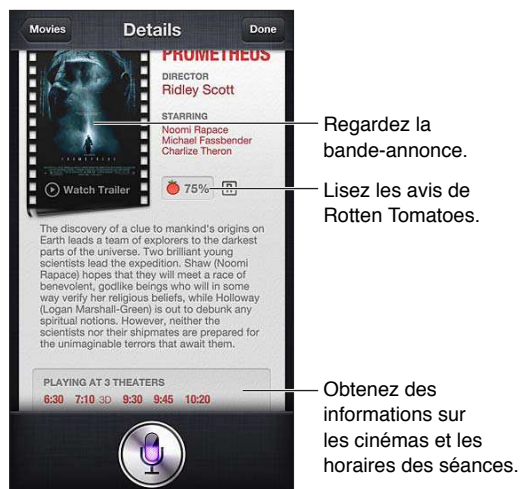 Movies
Details
Done
PROMETHEUS
DIRECTOR
Ridley Scott
STARRING
Noomi Rapace
Michael Fassbender
Charlize Theron
PROMETHEUS
Watch Trailer
75%
R
The discovery of a clue to mankind's origins on
Earth leads a team of explorers to the darkest
parts of the universe. Two brilliant young
scientists lead the expedition. Shaw (Noomi
Rapace) hopes that they will meet a race of
benevolent, godlike beings who will in some
way verify her religious beliefs, while Holloway
(Logan Marshall-Green) is out to debunk any
spiritual notions. However, neither the
scientists nor their shipmates are prepared for
the unimaginable terrors that await them.
PLAYING AT 3 THEATERS
6:30 7:10 3D 9:30 9:45 10:20
Regardez la
bande-annonce.
Lisez les avis de
Rotten Tomatoes.
Obtenez des
informations sur
les cinémas et les
horaires des séances.